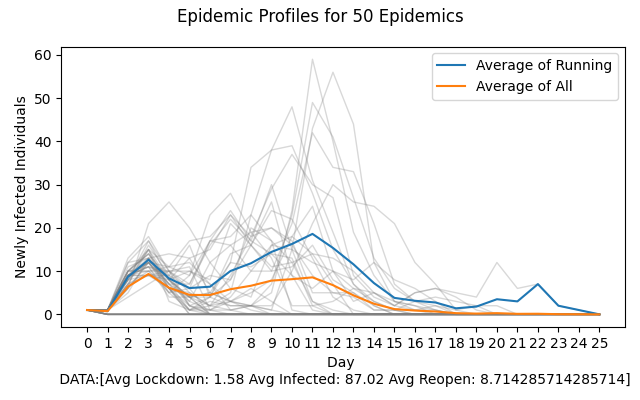 Epidemic Profiles for 50 Epidemics
60
50
40
30
20
10
0
Newly Infected Individuals
Average of Running
Average of All
0 1 2 3 4 5 6 7 8 9 10 11 12 13 14 15 16 17 18 19 20 21 22 23 24 25
Day
DATA:[Avg Lockdown: 1.58 Avg Infected: 87.02 Avg Reopen: 8.714285714285714]